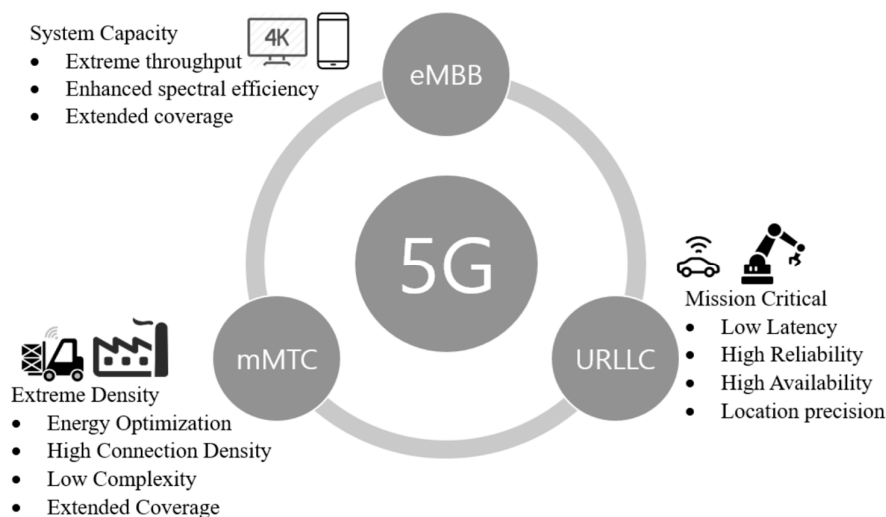 System Capacity
• Extreme throughput
• Enhanced spectral efficiency
• Extended coverage
4K
eMBB
5G
Mission Critical
• Low Latency
• High Reliability
• High Availability
• Location precision
URLLC
mMTC
Extreme Density
• Energy Optimization
• High Connection Density
• Low Complexity
• Extended Coverage